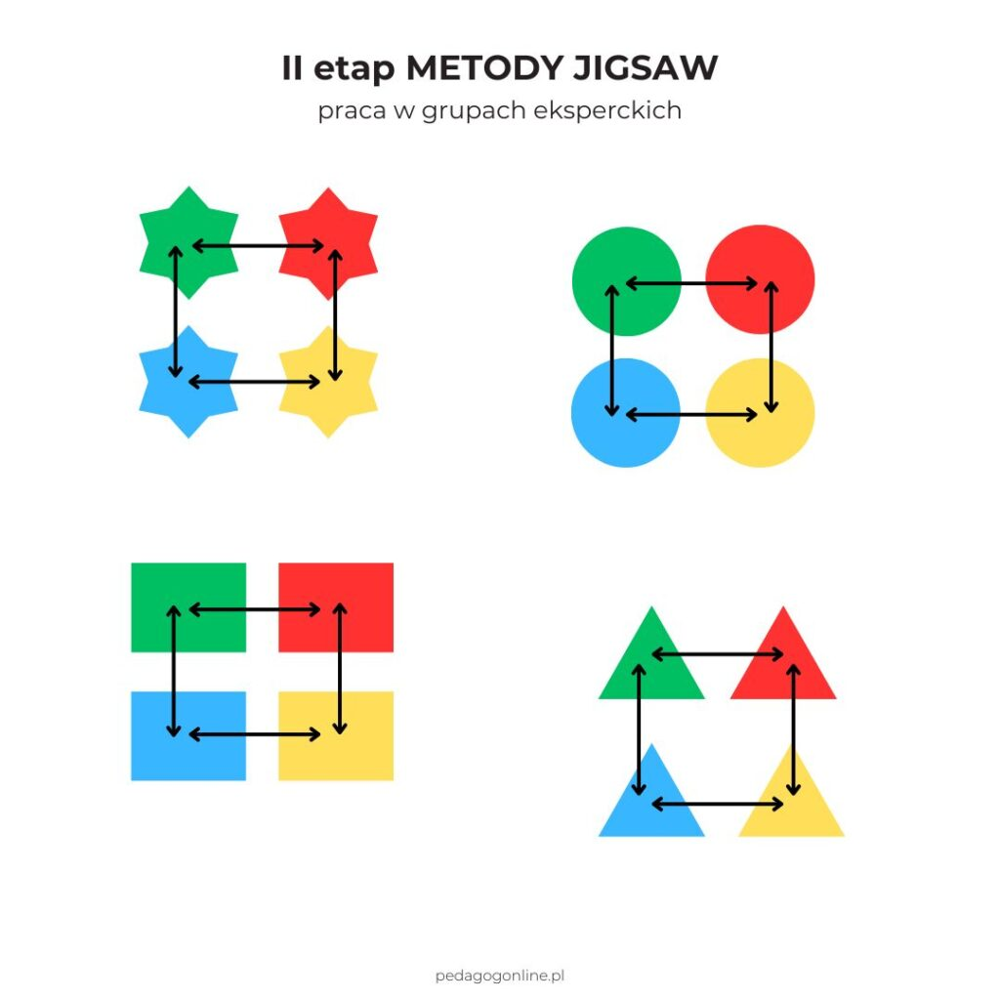 II etap METODY JIGSAW
praca w grupach eksperckich
pedagogonline.pl